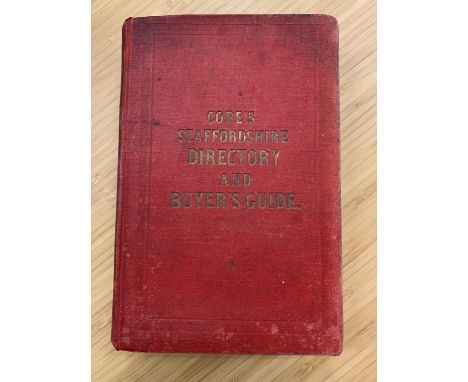 COPE'S
STAFFORDSHIRE
DIRECTORY
AND
BUYER'S GUIDE.